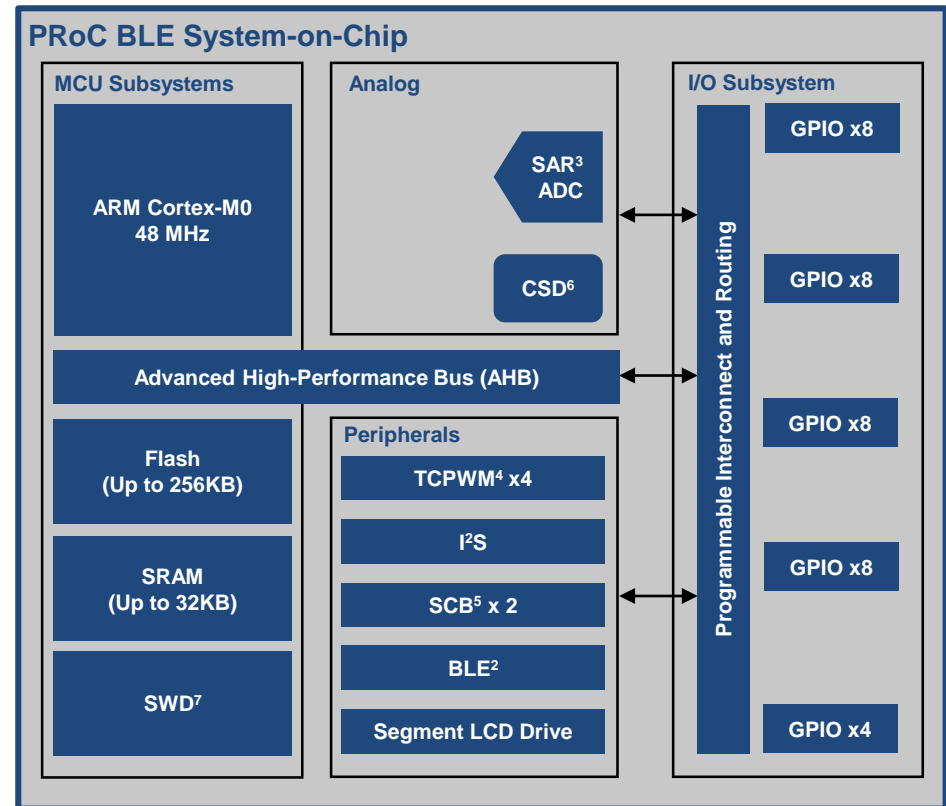 PRoC BLE System-on-Chip
MCU Subsystems
ARM Cortex-M0
48 MHz
Analog
SAR³
ADC
CSD⁶
Advanced High-Performance Bus (AHB)
Flash
(Up to 256KB)
SRAM
(Up to 32KB)
SWD⁷
Peripherals
TCPWM⁴ x4
I²S
SCB⁵ x 2
BLE²
Segment LCD Drive
I/O Subsystem
Programmable Interconnect and Routing
GPIO x8
GPIO x8
GPIO x8
GPIO x8
GPIO x4